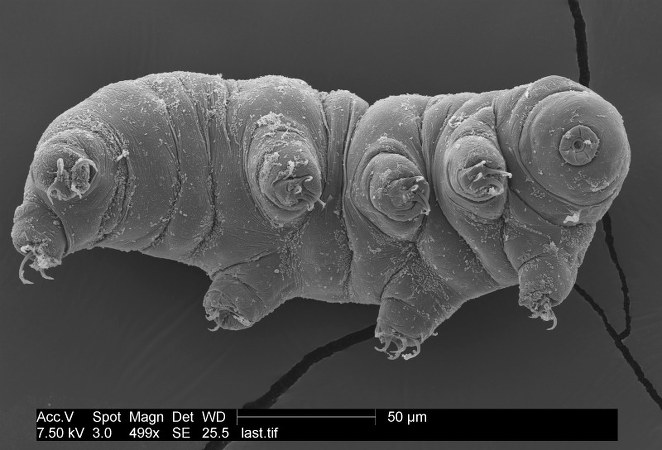 Acc.V Spot Magn Det WD 50 µm
7.50 kV 3.0 499x SE 25.5 last.tif